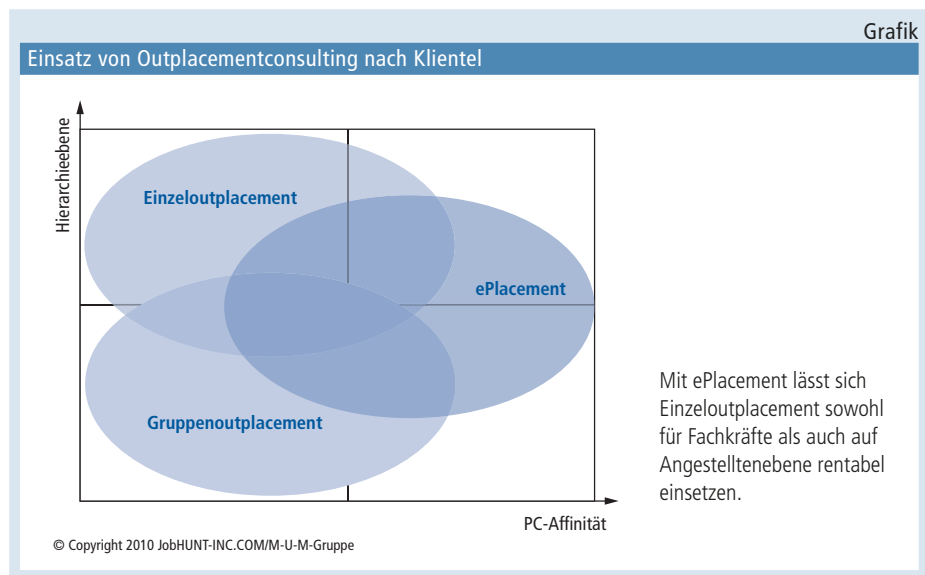 Grafik
Einsatz von Outplacementconsulting nach Klientel
Hierarchieebene
Einzeloutplacement
ePlacement
Gruppenoutplacement
Mit ePlacement lässt sich
Einzeloutplacement sowohl
für Fachkräfte als auch auf
Angestelltenebene rentabel
einsetzen.
PC-Affinität
© Copyright 2010 JobHUNT-INC.COM/M-U-M-Gruppe